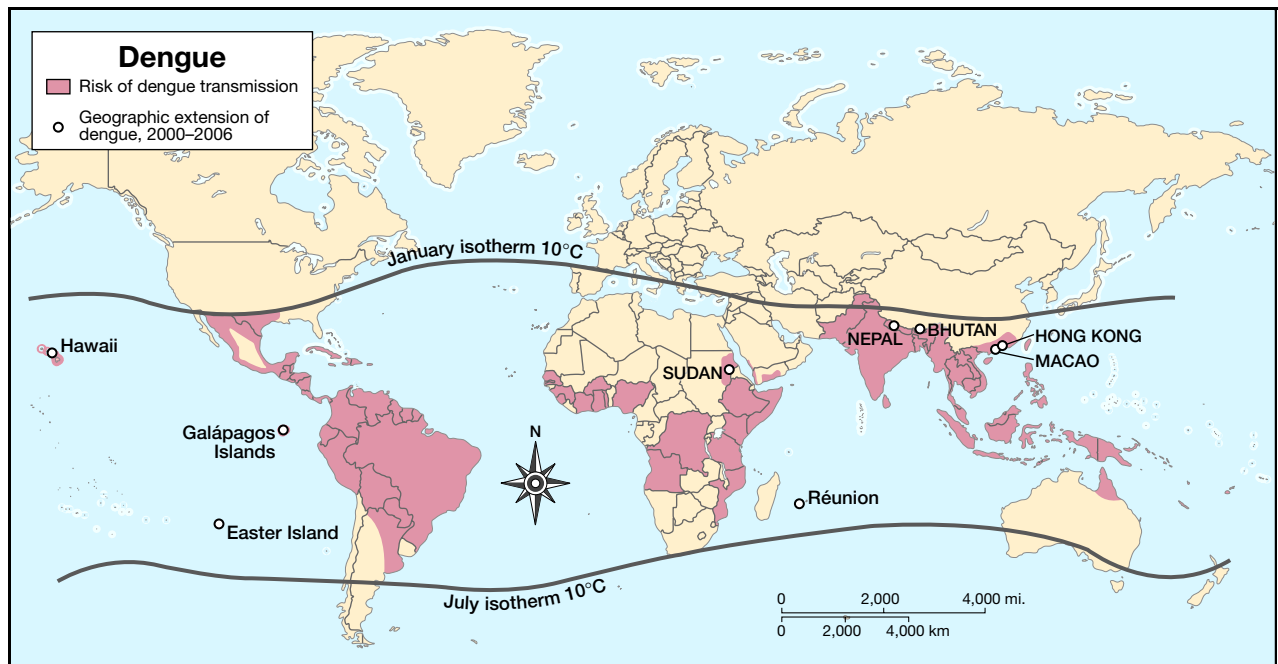 Dengue
Risk of dengue transmission
Geographic extension of
dengue, 2000–2006
January isotherm 10°C
Hawaii
NEPAL
BHUTAN
HONG KONG
MACAO
SUDAN
Galápagos
Islands
N
Réunion
Easter Island
July isotherm 10°C
0 2,000 4,000 mi.
0 2,000 4,000 km